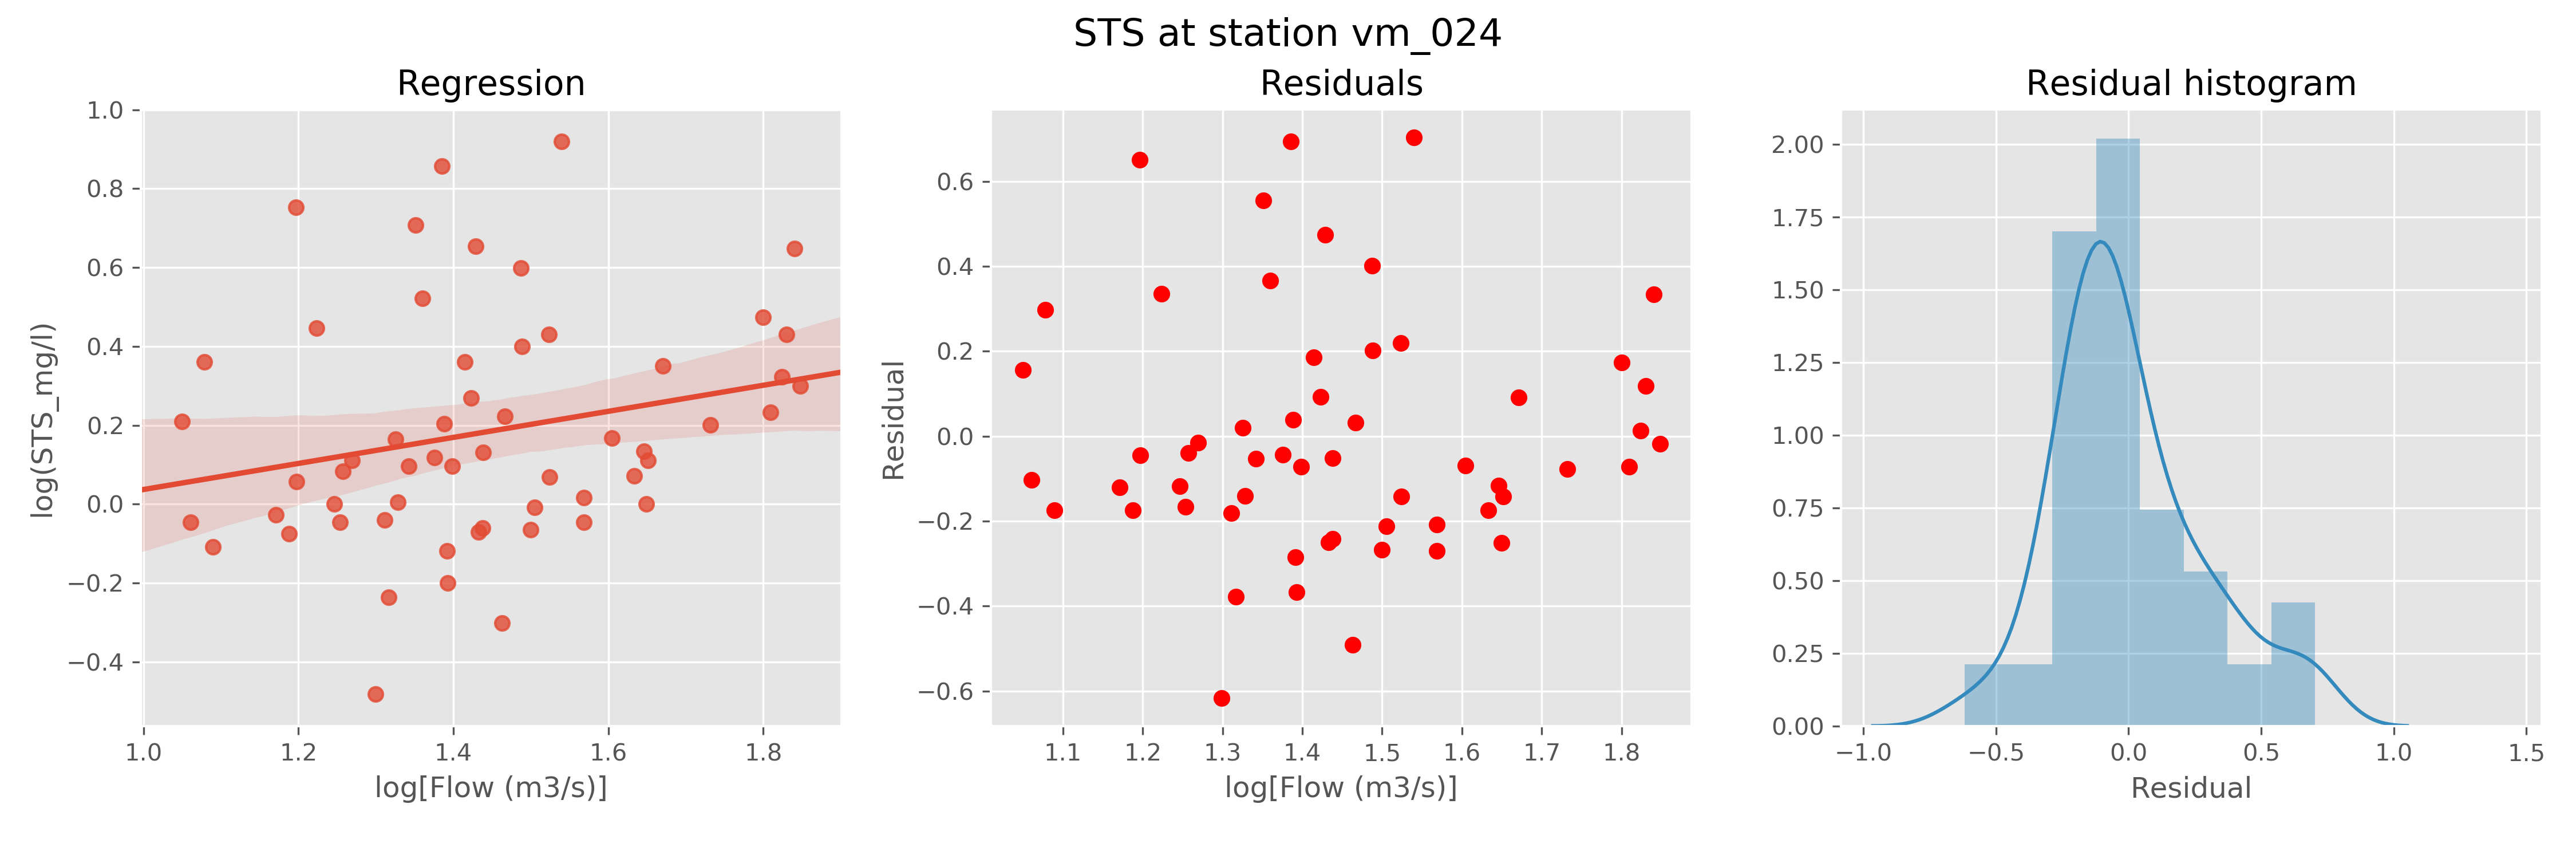 STS at station vm_024
Regression
1.0
0.8
0.6
0.4
0.2
0.0
−0.2
−0.4
log(STS_mg/l)
1.0 1.2 1.4 1.6 1.8
log[Flow (m3/s)]
Residuals
0.6
0.4
0.2
0.0
−0.2
−0.4
−0.6
Residual
1.1 1.2 1.3 1.4 1.5 1.6 1.7 1.8
log[Flow (m3/s)]
Residual histogram
2.00
1.75
1.50
1.25
1.00
0.75
0.50
0.25
0.00
−1.0 −0.5 0.0 0.5 1.0 1.5
Residual